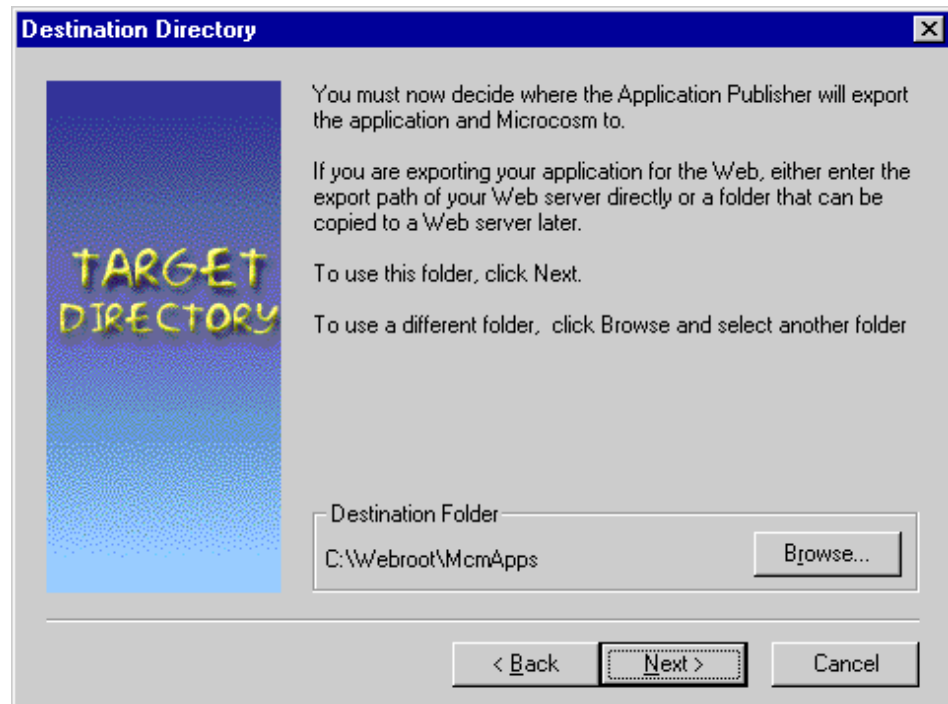 Destination Directory
You must now decide where the Application Publisher will export
the application and Microcosm to.
If you are exporting your application for the Web, either enter the
export path of your Web server directly or a folder that can be
copied to a Web server later.
TARGET
DIRECTORY
To use this folder, click Next.
To use a different folder,  click Browse and select another folder
Destination Folder
C:\Webroot\McmApps
Browse...
< Back
Next >
Cancel